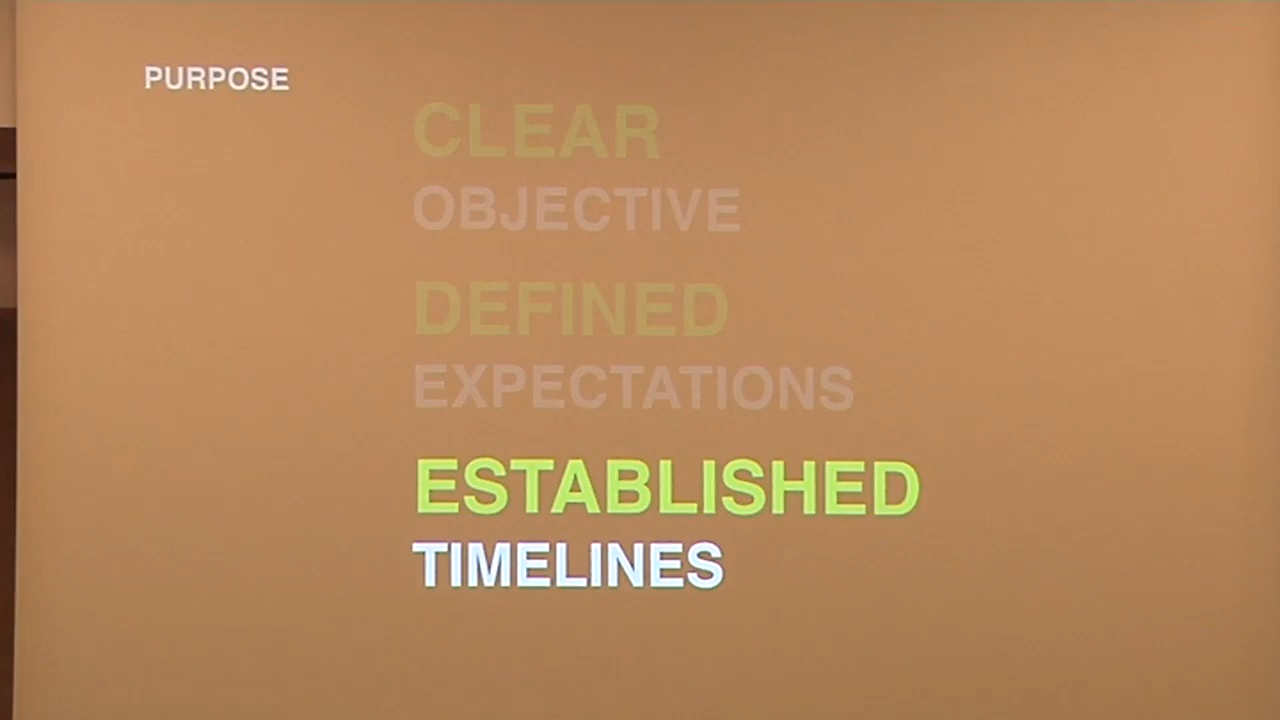 PURPOSE
CLEAR
OBJECTIVE
DEFINED
EXPECTATIONS
ESTABLISHED
TIMELINES